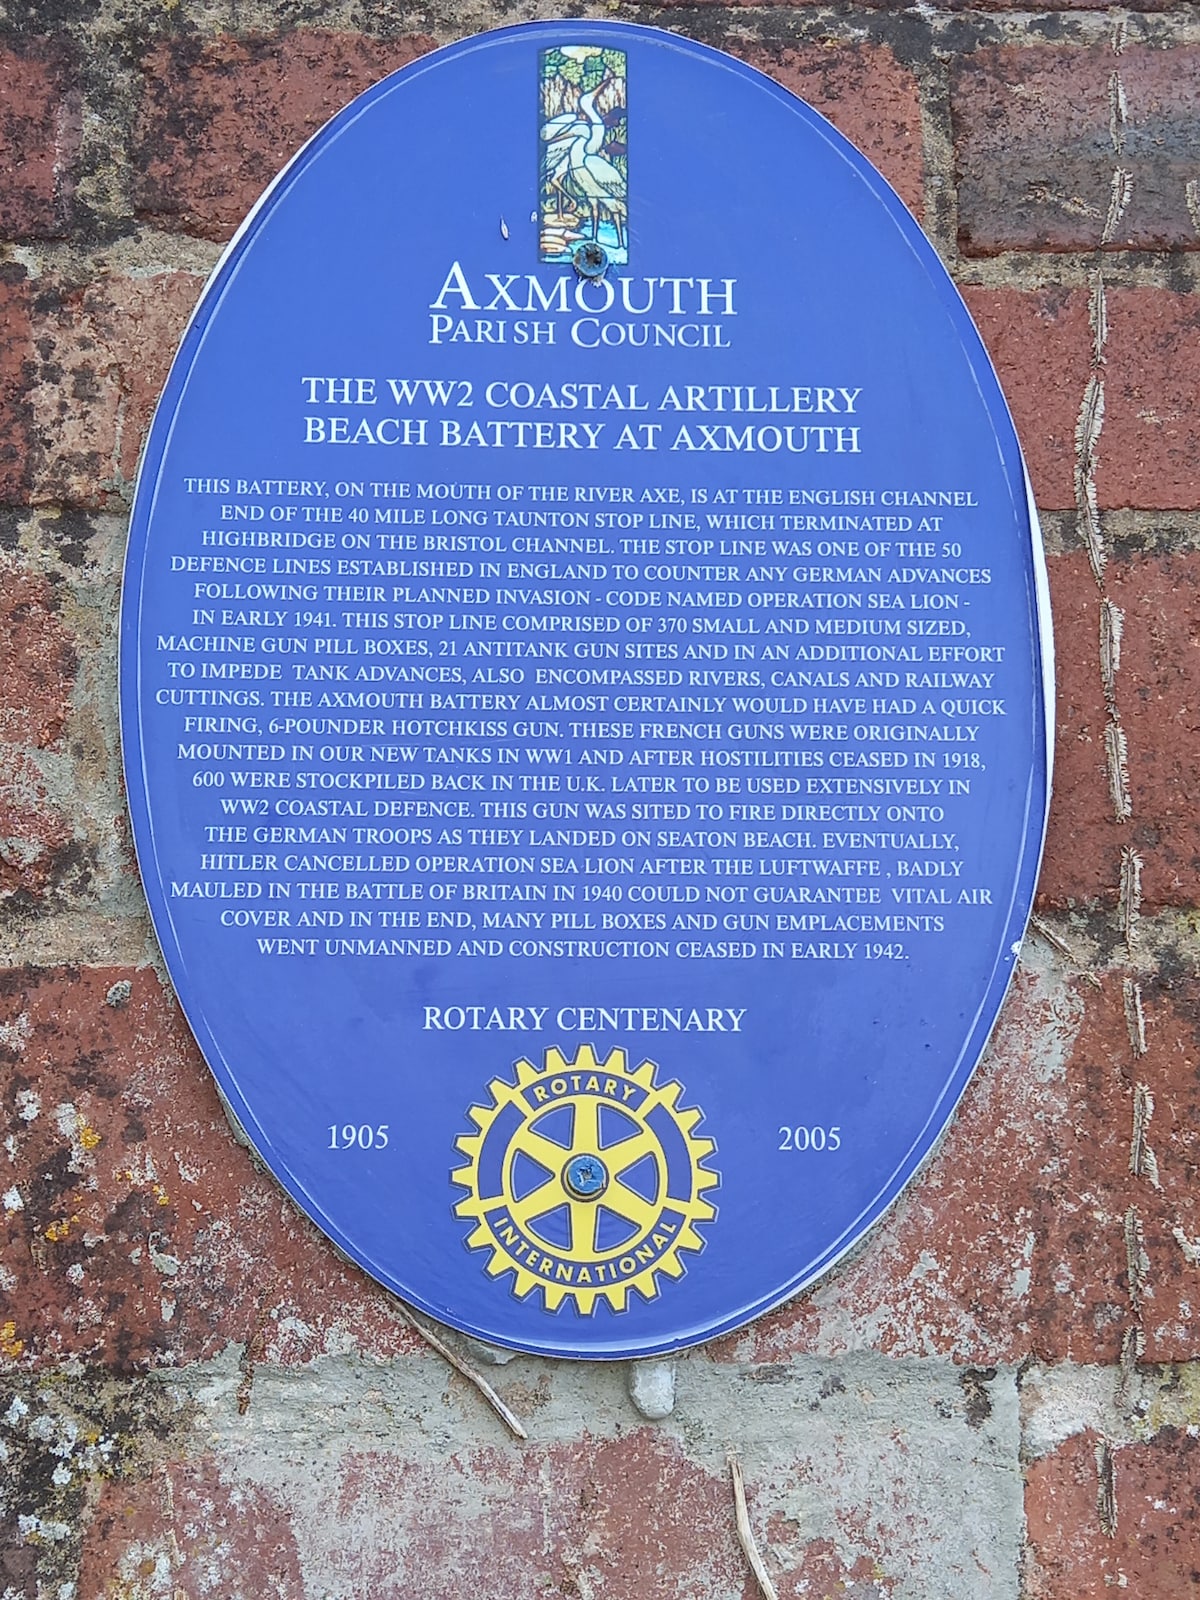 AXMOUTH
PARISH COUNCIL
THE WW2 COASTAL ARTILLERY
BEACH BATTERY AT AXMOUTH
THIS BATTERY, ON THE MOUTH OF THE RIVER AXE, IS AT THE ENGLISH CHANNEL
END OF THE 40 MILE LONG TAUNTON STOP LINE, WHICH TERMINATED AT
HIGHBRIDGE ON THE BRISTOL CHANNEL. THE STOP LINE WAS ONE OF THE 50
DEFENCE LINES ESTABLISHED IN ENGLAND TO COUNTER ANY GERMAN ADVANCES
FOLLOWING THEIR PLANNED INVASION - CODE NAMED OPERATION SEA LION -
IN EARLY 1941. THIS STOP LINE COMPRISED OF 370 SMALL AND MEDIUM SIZED,
MACHINE GUN PILL BOXES, 21 ANTITANK GUN SITES AND IN AN ADDITIONAL EFFORT
TO IMPEDE TANK ADVANCES, ALSO ENCOMPASSED RIVERS, CANALS AND RAILWAY
CUTTINGS. THE AXMOUTH BATTERY ALMOST CERTAINLY WOULD HAVE HAD A QUICK
FIRING, 6-POUNDER HOTCHKISS GUN. THESE FRENCH GUNS WERE ORIGINALLY
MOUNTED IN OUR NEW TANKS IN WW1 AND AFTER HOSTILITIES CEASED IN 1918,
600 WERE STOCKPILED BACK IN THE U.K. LATER TO BE USED EXTENSIVELY IN
WW2 COASTAL DEFENCE. THIS GUN WAS SITED TO FIRE DIRECTLY ONTO
THE GERMAN TROOPS AS THEY LANDED ON SEATON BEACH. EVENTUALLY,
HITLER CANCELLED OPERATION SEA LION AFTER THE LUFTWAFFE , BADLY
MAULED IN THE BATTLE OF BRITAIN IN 1940 COULD NOT GUARANTEE VITAL AIR
COVER AND IN THE END, MANY PILL BOXES AND GUN EMPLACEMENTS
WENT UNMANNED AND CONSTRUCTION CEASED IN EARLY 1942.
ROTARY CENTENARY
ROTARY
1905 2005
INTERNATIONAL